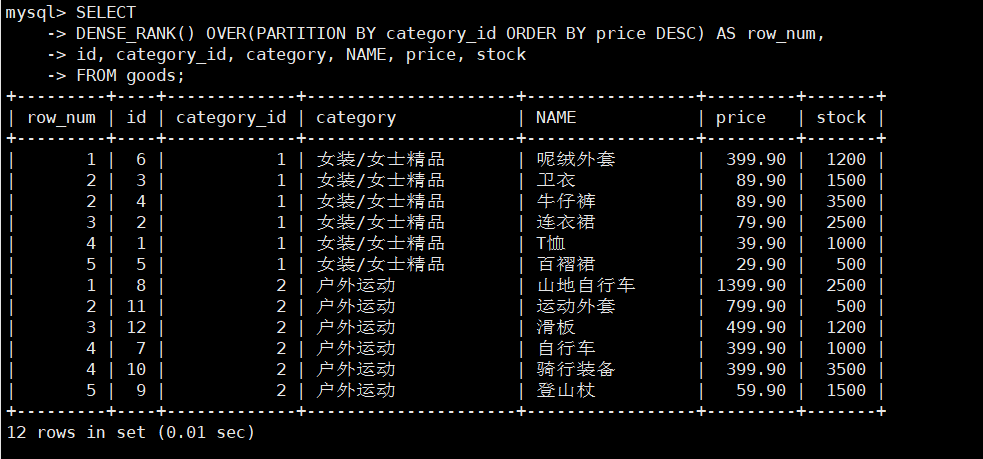 mysql> SELECT
    -> DENSE_RANK() OVER(PARTITION BY category_id ORDER BY price DESC) AS row_num,
    -> id, category_id, category, NAME, price, stock
    -> FROM goods;
+---------+----+-------------+---------------------+-----------------+---------+-------+
| row_num | id | category_id | category            | NAME            | price   | stock |
+---------+----+-------------+---------------------+-----------------+---------+-------+
|       1 |  6 |           1 | 女装/女士精品       | 呢绒外套        |  399.90 |  1200 |
|       2 |  3 |           1 | 女装/女士精品       | 卫衣            |   89.90 |  1500 |
|       2 |  4 |           1 | 女装/女士精品       | 牛仔裤          |   89.90 |  3500 |
|       3 |  2 |           1 | 女装/女士精品       | 连衣裙          |   79.90 |  2500 |
|       4 |  1 |           1 | 女装/女士精品       | T恤             |   39.90 |  1000 |
|       5 |  5 |           1 | 女装/女士精品       | 百褶裙          |   29.90 |   500 |
|       1 |  8 |           2 | 户外运动            | 山地自行车      | 1399.90 |  2500 |
|       2 | 11 |           2 | 户外运动            | 运动外套        |  799.90 |   500 |
|       3 | 12 |           2 | 户外运动            | 滑板            |  499.90 |  1200 |
|       4 |  7 |           2 | 户外运动            | 自行车          |  399.90 |  1000 |
|       4 | 10 |           2 | 户外运动            | 骑行装备        |  399.90 |  3500 |
|       5 |  9 |           2 | 户外运动            | 登山杖          |   59.90 |  1500 |
+---------+----+-------------+---------------------+-----------------+---------+-------+
12 rows in set (0.01 sec)